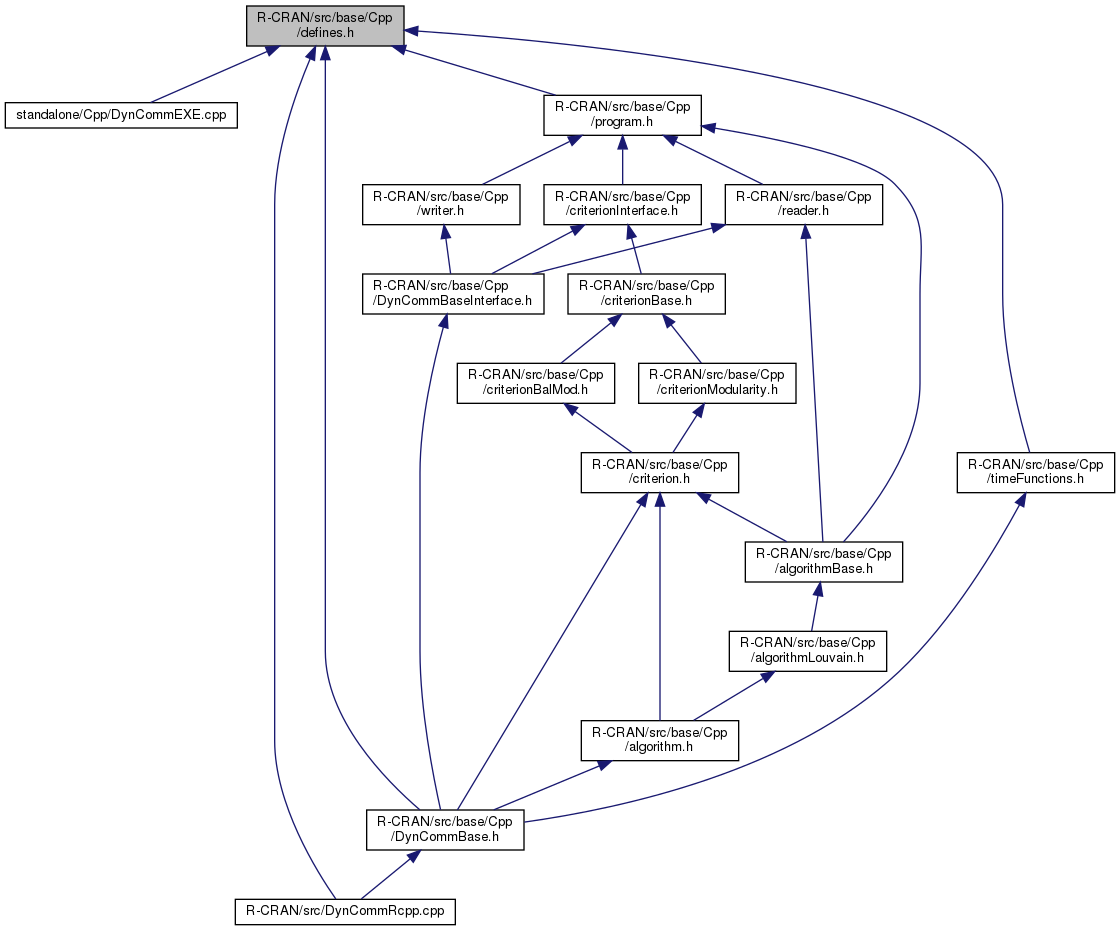 R-CRAN/src/base/Cpp
/defines.h
standalone/Cpp/DynCommEXE.cpp
R-CRAN/src/base/Cpp
/program.h
R-CRAN/src/base/Cpp
/writer.h
R-CRAN/src/base/Cpp
/criterionInterface.h
R-CRAN/src/base/Cpp
/reader.h
R-CRAN/src/base/Cpp
/DynCommBaseInterface.h
R-CRAN/src/base/Cpp
/criterionBase.h
R-CRAN/src/base/Cpp
/criterionBalMod.h
R-CRAN/src/base/Cpp
/criterionModularity.h
R-CRAN/src/base/Cpp
/criterion.h
R-CRAN/src/base/Cpp
/timeFunctions.h
R-CRAN/src/base/Cpp
/algorithmBase.h
R-CRAN/src/base/Cpp
/algorithmLouvain.h
R-CRAN/src/base/Cpp
/algorithm.h
R-CRAN/src/base/Cpp
/DynCommBase.h
R-CRAN/src/DynCommRcpp.cpp